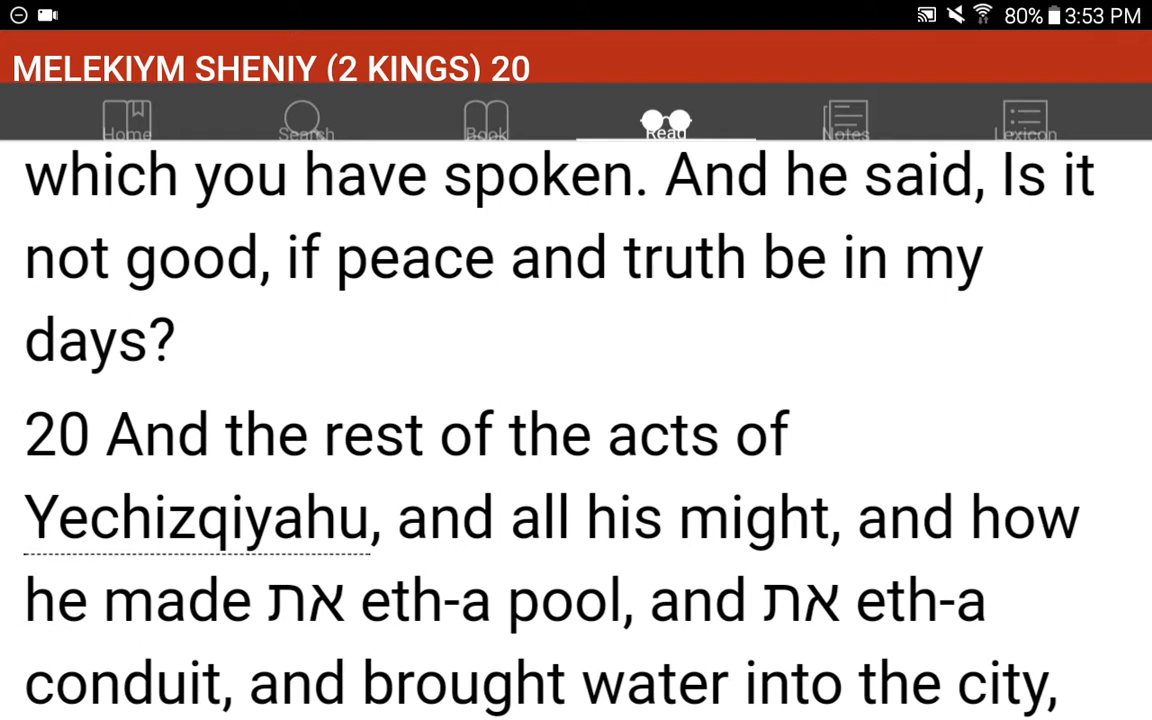 80% 3:53 PM
MELEKIYM SHENIY (2 KINGS) 20
Home Search Book Read Notes Lexicon
which you have spoken. And he said, Is it
not good, if peace and truth be in my
days?
20 And the rest of the acts of
Yechizqiyahu, and all his might, and how
he made את eth-a pool, and את eth-a
conduit, and brought water into the city,